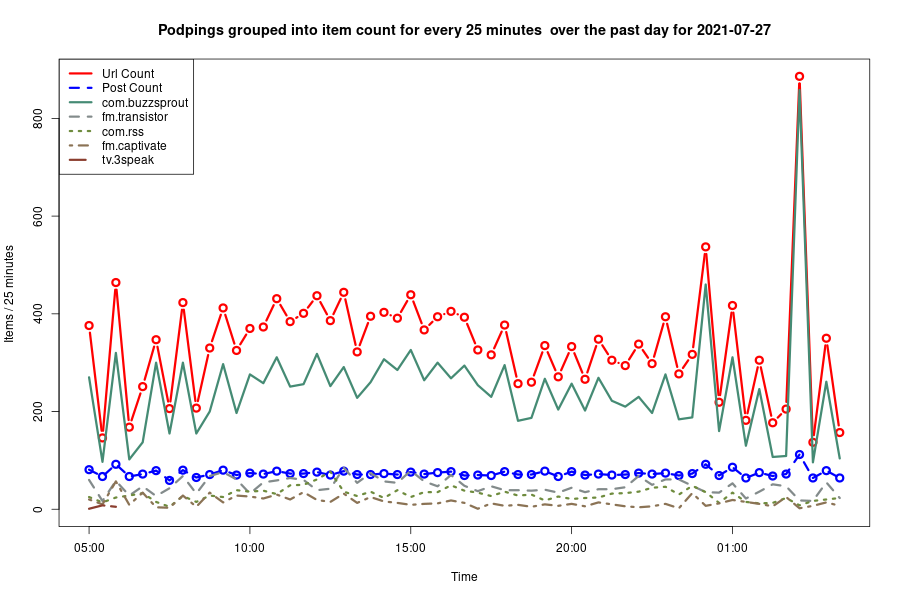 Podpings grouped into item count for every 25 minutes  over the past day for 2021-07-27
Url Count
Post Count
com.buzzsprout
fm.transistor
com.rss
fm.captivate
tv.3speak
Items / 25 minutes
800
600
400
200
0
05:00 10:00 15:00 20:00 01:00
Time